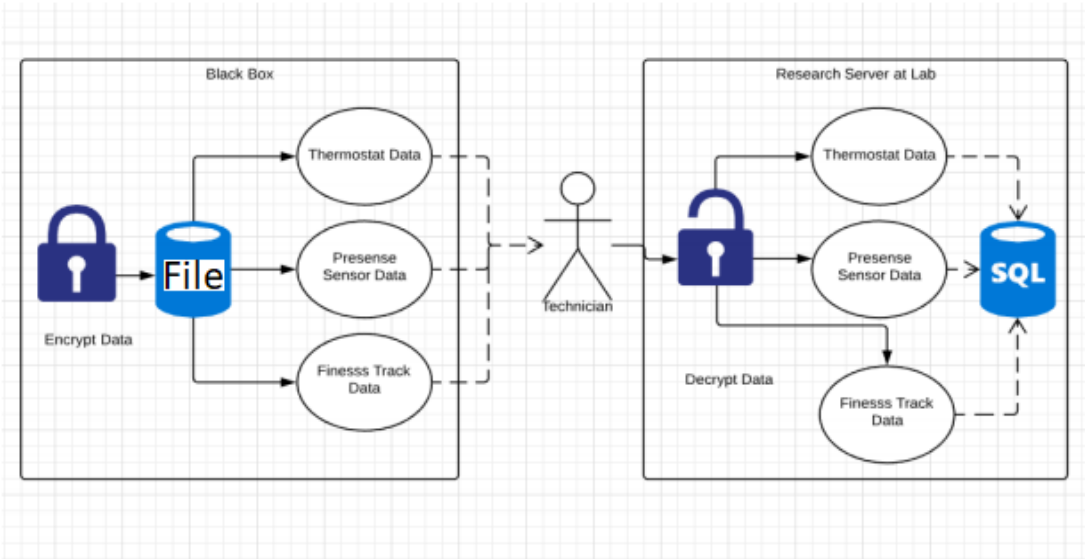 Black Box
Thermostat Data
File
Presense
Sensor Data
Encrypt Data
Finesss Track
Data
Technician
Research Server at Lab
Thermostat Data
Presense
Sensor Data
SQL
Decrypt Data
Finesss Track
Data